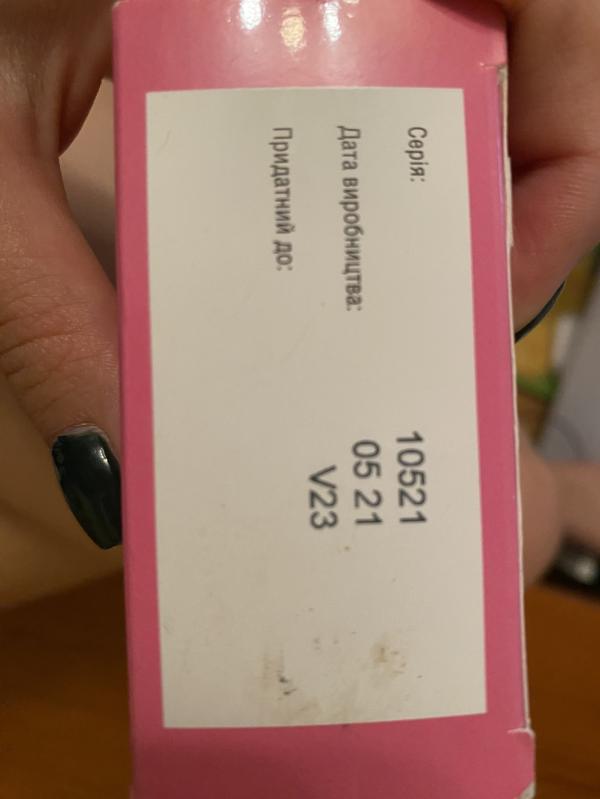 Серія: 10521
Дата виробництва: 05 21
Придатний до: V23